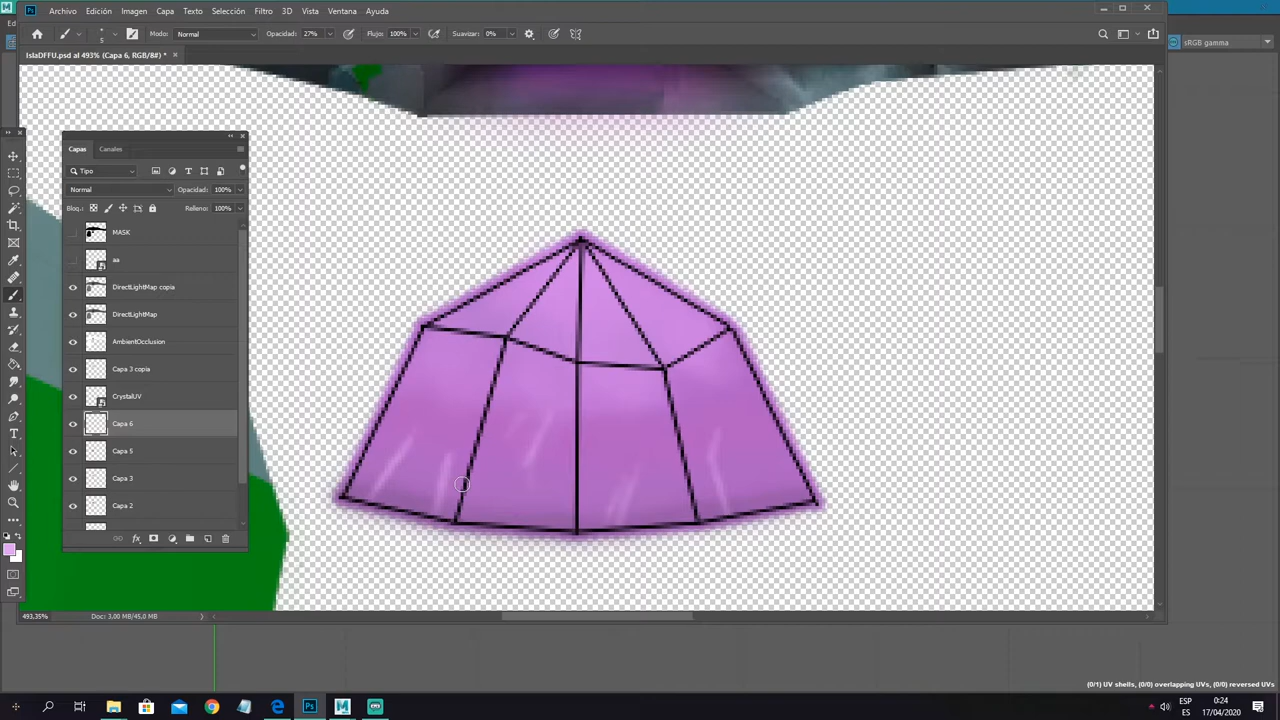 Archivo Edición Imagen Capa Texto Selección Filtro 3D Vista Ventana Ayuda
5 Modo: Normal Opacidad: 27% Flujo: 100% Suavizar: 0%
sRGB gamma
IslaDFFU.psd al 493% (Capa 6, RGB/8#) *
Capas Canales
Tipo
Normal Opacidad: 100%
Bloq.: Relleno: 100%
MASK
aa
DirectLightMap copia
DirectLightMap
AmbientOcclusion
Capa 3 copia
CrystalUV
Capa 6
Capa 5
Capa 3
Capa 2
493,35% Doc: 3,00 MB/45,0 MB
(0/1) UV shells, (0/0) overlapping UVs, (0/0) reversed UVs
ESP
ES
0:24
17/04/2020